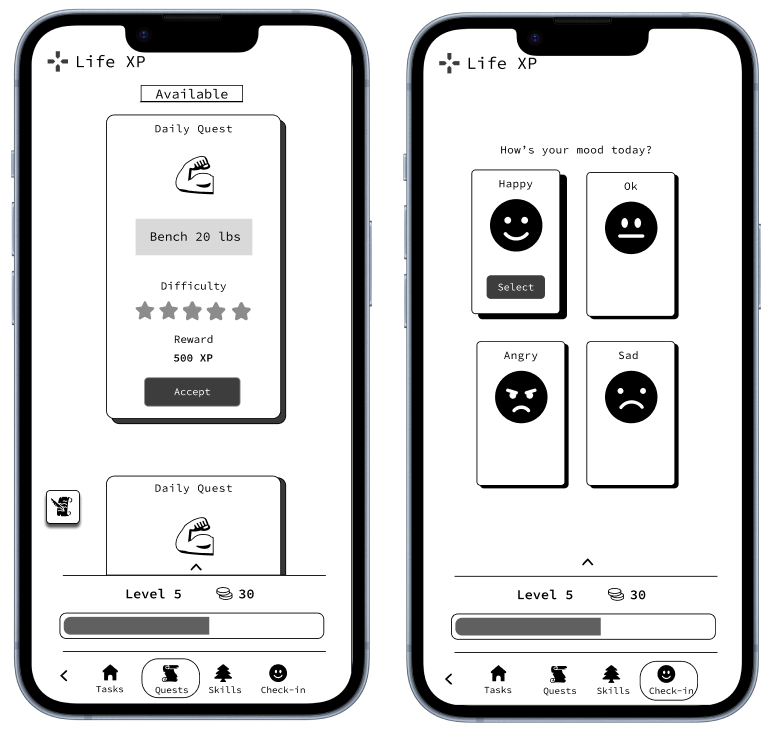 Life XP
Available
Daily Quest
Bench 20 lbs
Difficulty
Reward
500 XP
Accept
Daily Quest
Level 5 30
Tasks Quests Skills Check-in
Life XP
How's your mood today?
Happy Ok
Select
Angry Sad
Level 5 30
Tasks Quests Skills Check-in